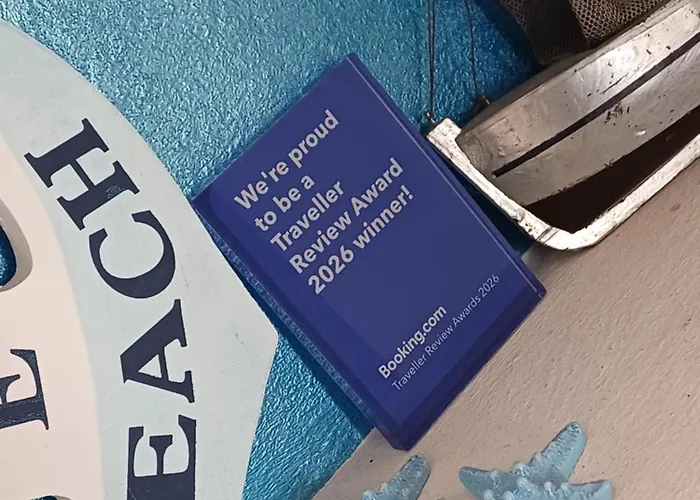 We're proud
to be a
Traveller
Review Award
2026 winner!
Booking.com
Traveller Review Awards 2026
EACH
E